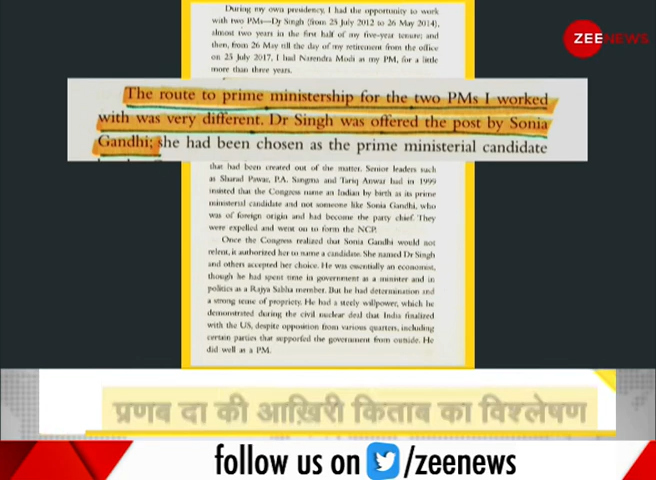 During my own presidency, I had the opportunity to work
with two PMs—Dr Singh (from 25 July 2012 to 26 May 2014),
almost two years in the first half of my five-year tenure; and
then, from 26 May till the day of my retirement from the office
on 25 July 2017, I had Narendra Modi as my PM, for a little
more than three years.
ZEE NEWS
The route to prime ministership for the two PMs I worked
with was very different. Dr Singh was offered the post by Sonia
Gandhi; she had been chosen as the prime ministerial candidate
that had been created out of the matter. Senior leaders such
as Sharad Pawar, P.A. Sangma and Tariq Anwar had in 1999
insisted that the Congress name an Indian by birth as its prime
ministerial candidate and not someone like Sonia Gandhi, who
was of foreign origin and had become the party chief. They
were expelled and went on to form the NCP.
Once the Congress realized that Sonia Gandhi would not
relent, it authorized her to name a candidate. She named Dr Singh
and others accepted her choice. He was essentially an economist,
though he had spent time in government as a minister and in
politics as a Rajya Sabha member. But he had determination and
a strong sense of propriety. He had a steely willpower, which he
demonstrated during the civil nuclear deal that India finalized
with the US, despite opposition from various quarters, including
certain parties that supported the government from outside. He
did well as a PM.
प्रणब दा की आख़िरी किताब का विश्लेषण
follow us on /zeenews